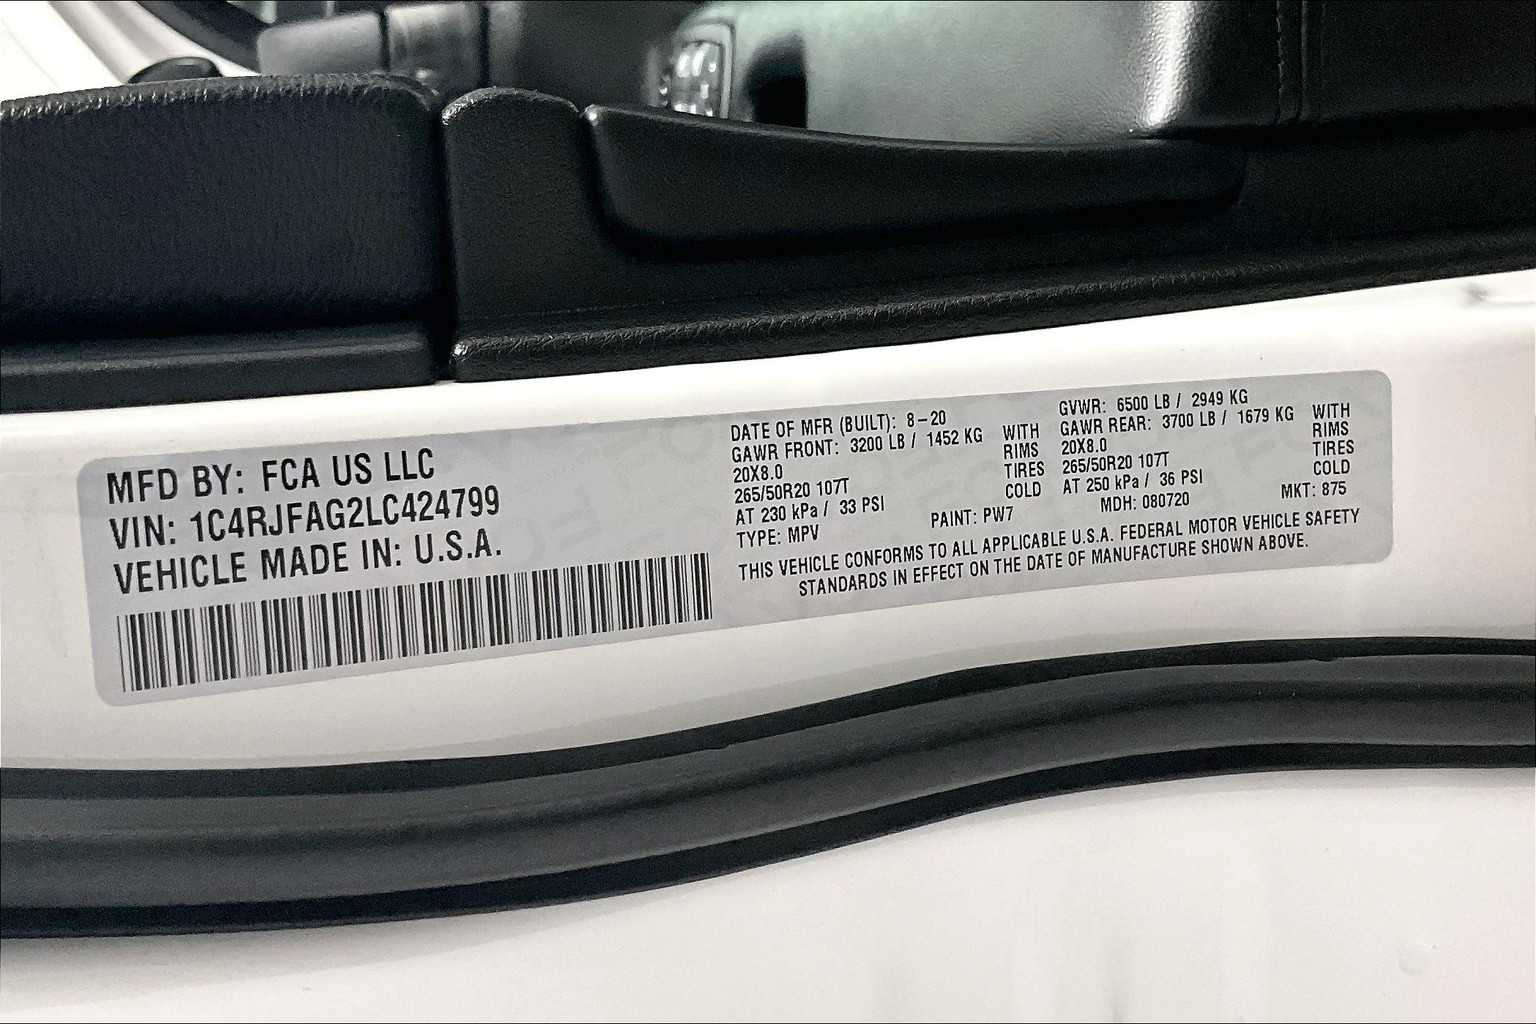 MFD BY: FCA US LLC
VIN: 1C4RJFAG2LC424799
VEHICLE MADE IN: U.S.A.
DATE OF MFR (BUILT): 8-20
GAWR FRONT: 3200 LB / 1452 KG WITH
20X8.0 RIMS
265/50R20 107T TIRES
AT 230 kPa / 33 PSI COLD
TYPE: MPV PAINT: PW7
GVWR: 6500 LB / 2949 KG
GAWR REAR: 3700 LB / 1679 KG WITH
20X8.0 RIMS
265/50R20 107T TIRES
AT 250 kPa / 36 PSI COLD
MDH: 080720 MKT: 875
THIS VEHICLE CONFORMS TO ALL APPLICABLE U.S.A. FEDERAL MOTOR VEHICLE SAFETY
STANDARDS IN EFFECT ON THE DATE OF MANUFACTURE SHOWN ABOVE.